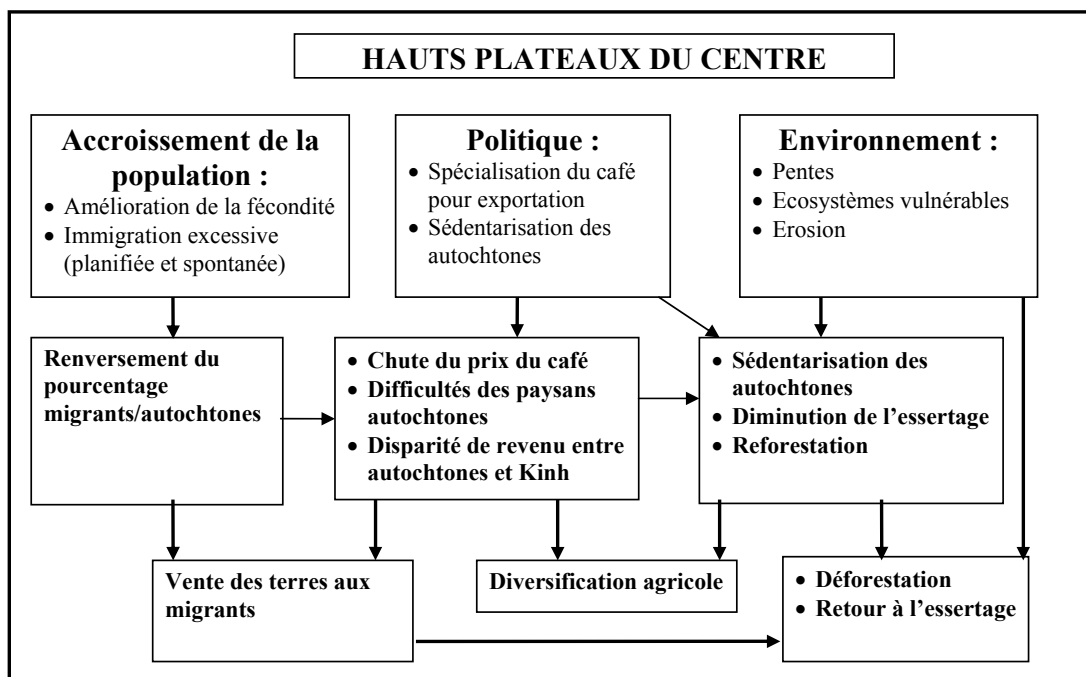 HAUTS PLATEAUX DU CENTRE
Accroissement de la
population :
• Amélioration de la fécondité
• Immigration excessive
(planifiée et spontanée)
Politique :
• Spécialisation du café
pour exportation
• Sédentarisation des
autochtones
Environnement :
• Pentes
• Ecosystèmes vulnérables
• Erosion
Renversement du
pourcentage
migrants/autochtones
• Chute du prix du café
• Difficultés des paysans
autochtones
• Disparité de revenu entre
autochtones et Kinh
• Sédentarisation des
autochtones
• Diminution de l’essertage
• Reforestation
Vente des terres aux
migrants
Diversification agricole
• Déforestation
• Retour à l’essertage